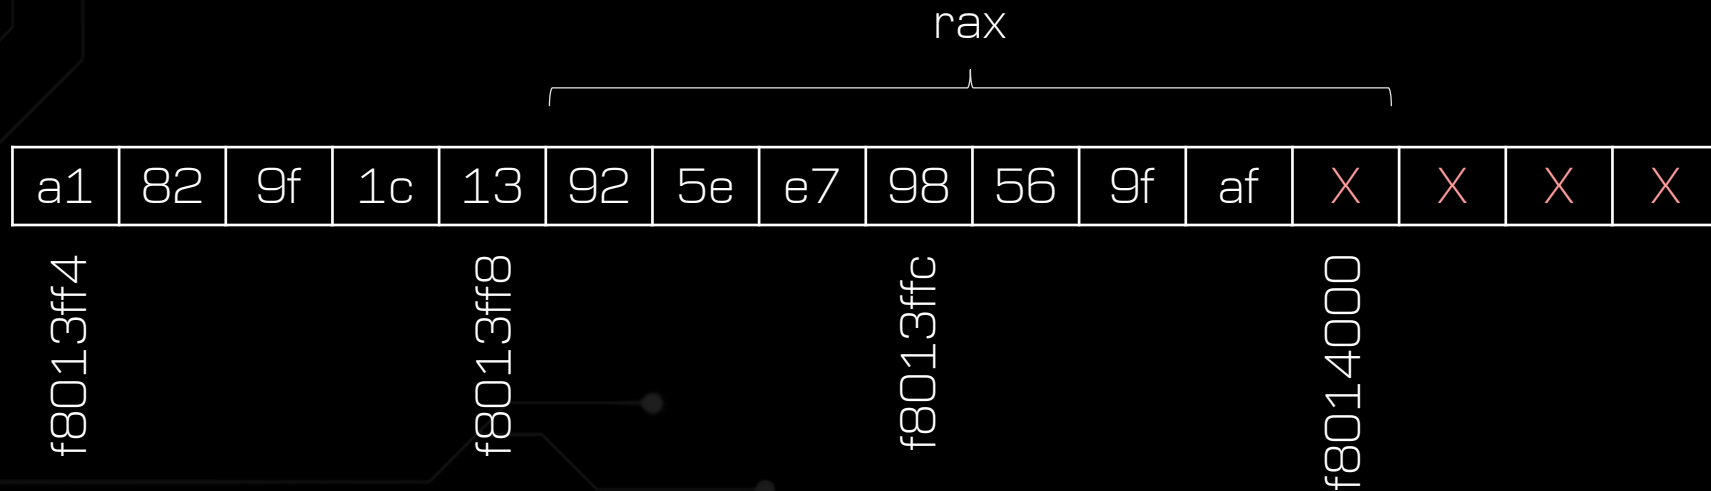 rax
a1 82 9f 1c 13 92 5e e7 98 56 9f af X X X X
f8013ff4
f8013ff8
f8013ffc
f8014000